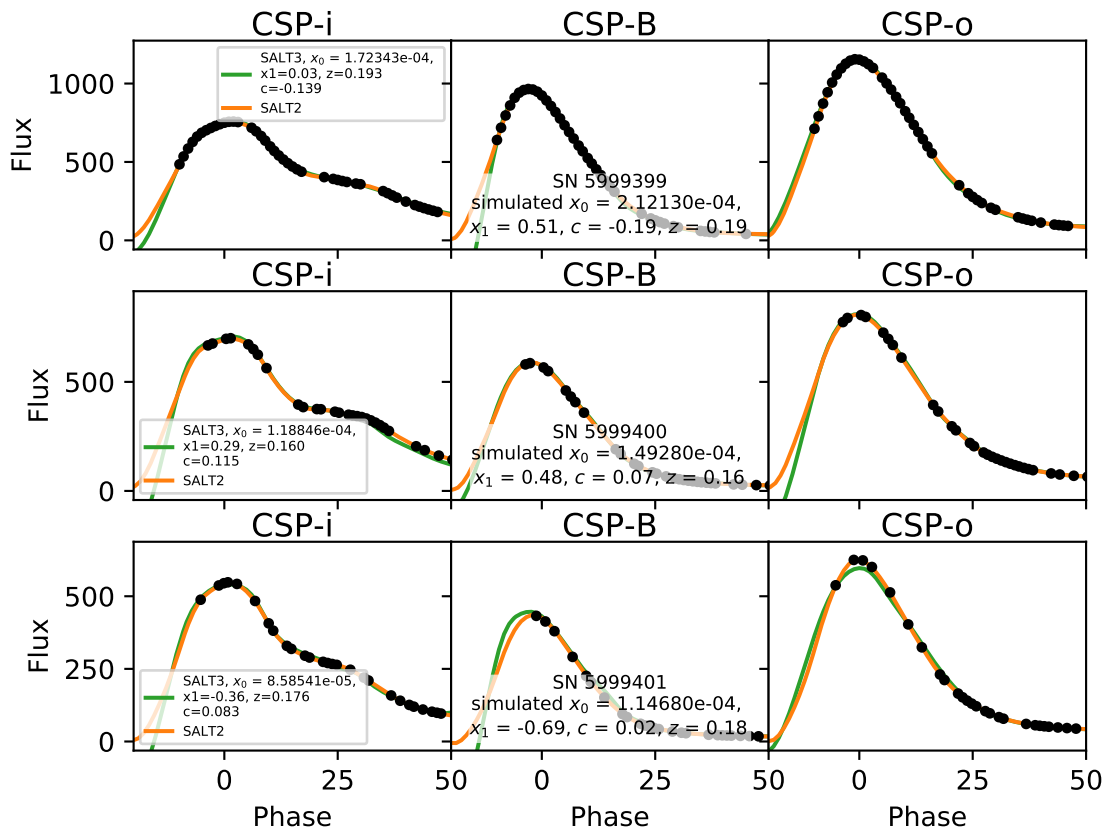 CSP-i CSP-B CSP-o
Flux
1000
500
0
SALT3, x₀ = 1.72343e-04,
x1=0.03, z=0.193
c=-0.139
SALT2
SN 5999399
simulated x₀ = 2.12130e-04,
x₁ = 0.51, c = -0.19, z = 0.19
CSP-i CSP-B CSP-o
Flux
500
0
SALT3, x₀ = 1.18846e-04,
x1=0.29, z=0.160
c=0.115
SALT2
SN 5999400
simulated x₀ = 1.49280e-04,
x₁ = 0.48, c = 0.07, z = 0.16
CSP-i CSP-B CSP-o
Flux
500
250
0
SALT3, x₀ = 8.58541e-05,
x1=-0.36, z=0.176
c=0.083
SALT2
SN 5999401
simulated x₀ = 1.14680e-04,
x₁ = -0.69, c = 0.02, z = 0.18
0 25 50 0 25 50 0 25 50
Phase Phase Phase